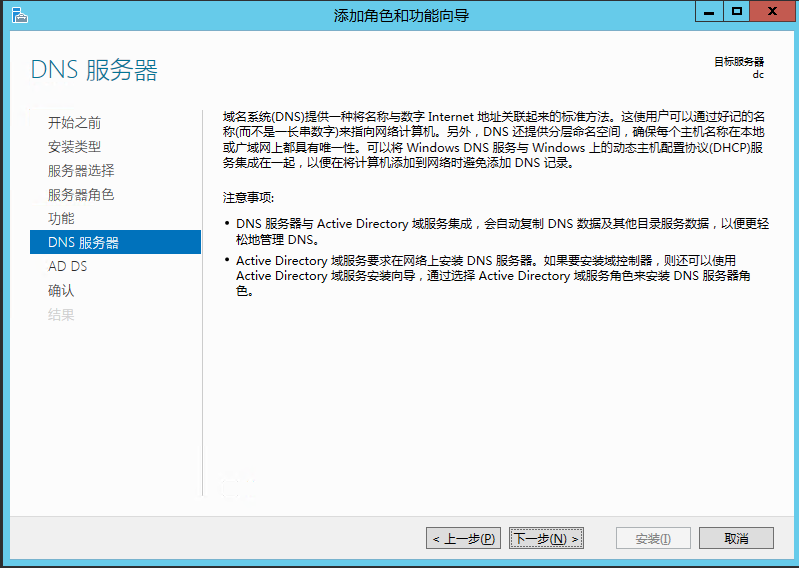 添加角色和功能向导
DNS 服务器
目标服务器
dc
开始之前
安装类型
服务器选择
服务器角色
功能
DNS 服务器
AD DS
确认
结果
域名系统(DNS)提供一种将名称与数字 Internet 地址关联起来的标准方法。这使用户可以通过好记的名
称(而不是一长串数字)来指向网络计算机。另外，DNS 还提供分层命名空间，确保每个主机名称在本地
或广域网上都具有唯一性。可以将 Windows DNS 服务与 Windows 上的动态主机配置协议(DHCP)服
务集成在一起，以便在将计算机添加到网络时避免添加 DNS 记录。
注意事项:
• DNS 服务器与 Active Directory 域服务集成，会自动复制 DNS 数据及其他目录服务数据，以便更轻
松地管理 DNS。
• Active Directory 域服务要求在网络上安装 DNS 服务器。如果要安装域控制器，则还可以使用
Active Directory 域服务安装向导，通过选择 Active Directory 域服务角色来安装 DNS 服务器角
色。
< 上一步(P)
下一步(N) >
安装(I)
取消